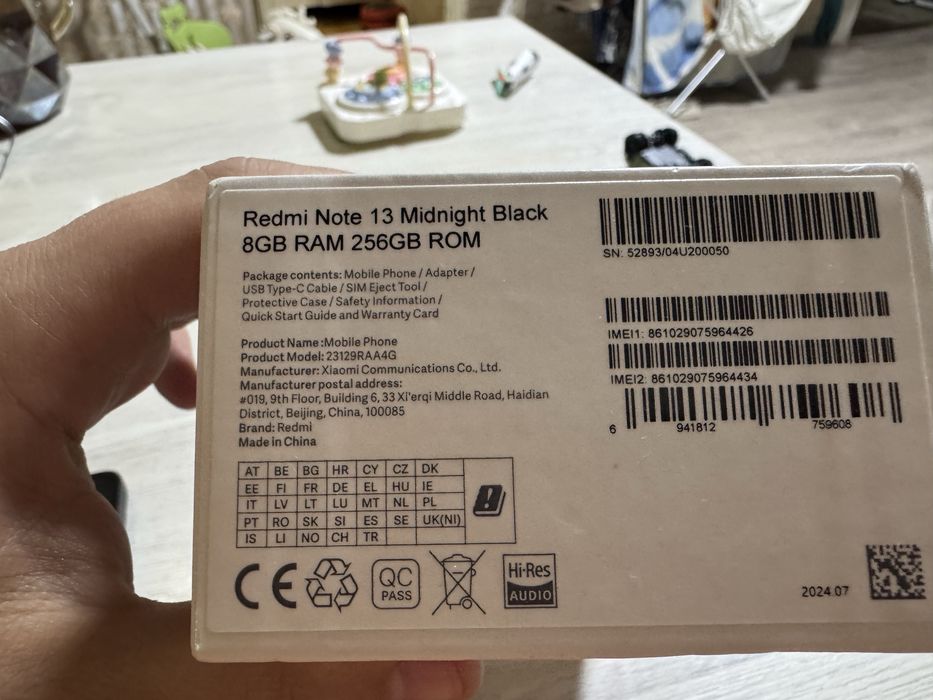 Redmi Note 13 Midnight Black
8GB RAM 256GB ROM
Package contents: Mobile Phone / Adapter /
USB Type-C Cable / SIM Eject Tool /
Protective Case / Safety Information /
Quick Start Guide and Warranty Card
Product Name :Mobile Phone
Product Model: 23129RAA4G
Manufacturer: Xiaomi Communications Co., Ltd.
Manufacturer postal address:
#019, 9th Floor, Building 6, 33 Xi'erqi Middle Road, Haidian
District, Beijing, China, 100085
Brand: Redmi
Made in China
AT BE BG HR CY CZ DK
EE FI FR DE EL HU IE
IT LV LT LU MT NL PL
PT RO SK SI ES SE UK(NI)
IS LI NO CH TR
CE
QC
PASS
Hi-Res
AUDIO
SN: 52893/04U200050
IMEI1: 861029075964426
IMEI2: 861029075964434
6 941812 759608
2024.07